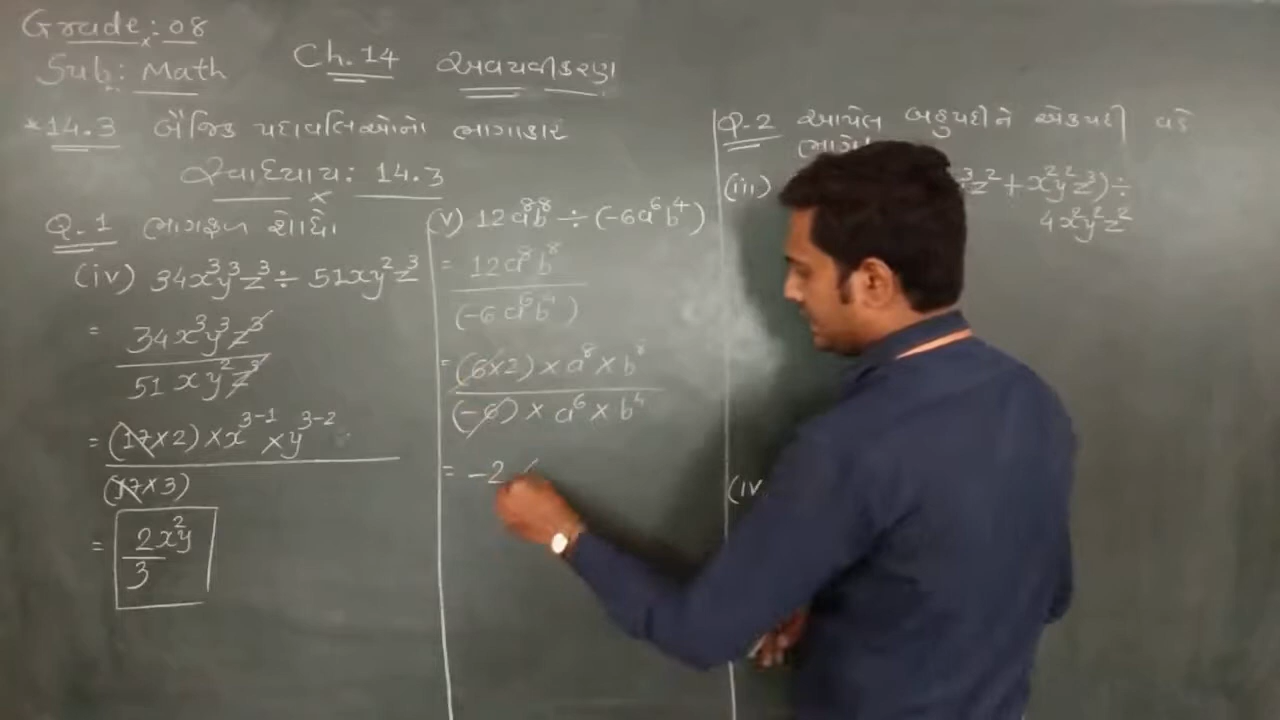 Grade: 08
Sub: Math
Ch. 14 અવયવીકરણ
*14.3 બૈજિક પદાવલિઓનો ભાગાકાર
સ્વાધ્યાય: 14.3
Q.1 ભાગફળ શોધો
(iv) 34x³y³z³ ÷ 51xy²z³
= 34x³y³z³
51xy²z³
= (17×2) × x³⁻¹ × y³⁻²
(17×3)
= 2x²y
3
(v) 12a⁸b⁸ ÷ (-6a⁶b⁴)
= 12a⁸b⁸
(-6a⁶b⁴)
= (6×2) × a⁸ × b⁸
(-6) × a⁶ × b⁴
= -2
Q.2 આપેલ બહુપદીને એકપદી વડે
(iii) ³z² + x²y²z³) ÷
4x²y²z²
(iv